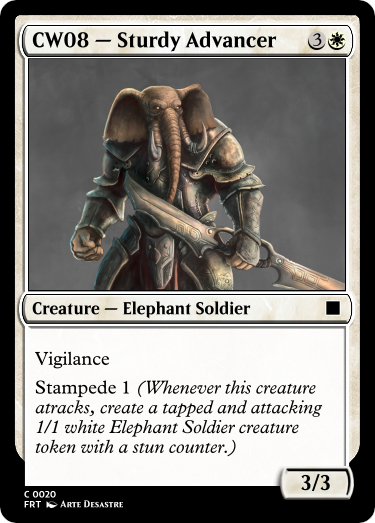 CW08 — Sturdy Advancer 3
Creature — Elephant Soldier
Vigilance
Stampede 1 (Whenever this creature
atracks, create a tapped and attacking
1/1 white Elephant Soldier creature
token with a stun counter.)
3/3
C 0020
FRT Arte Desastre